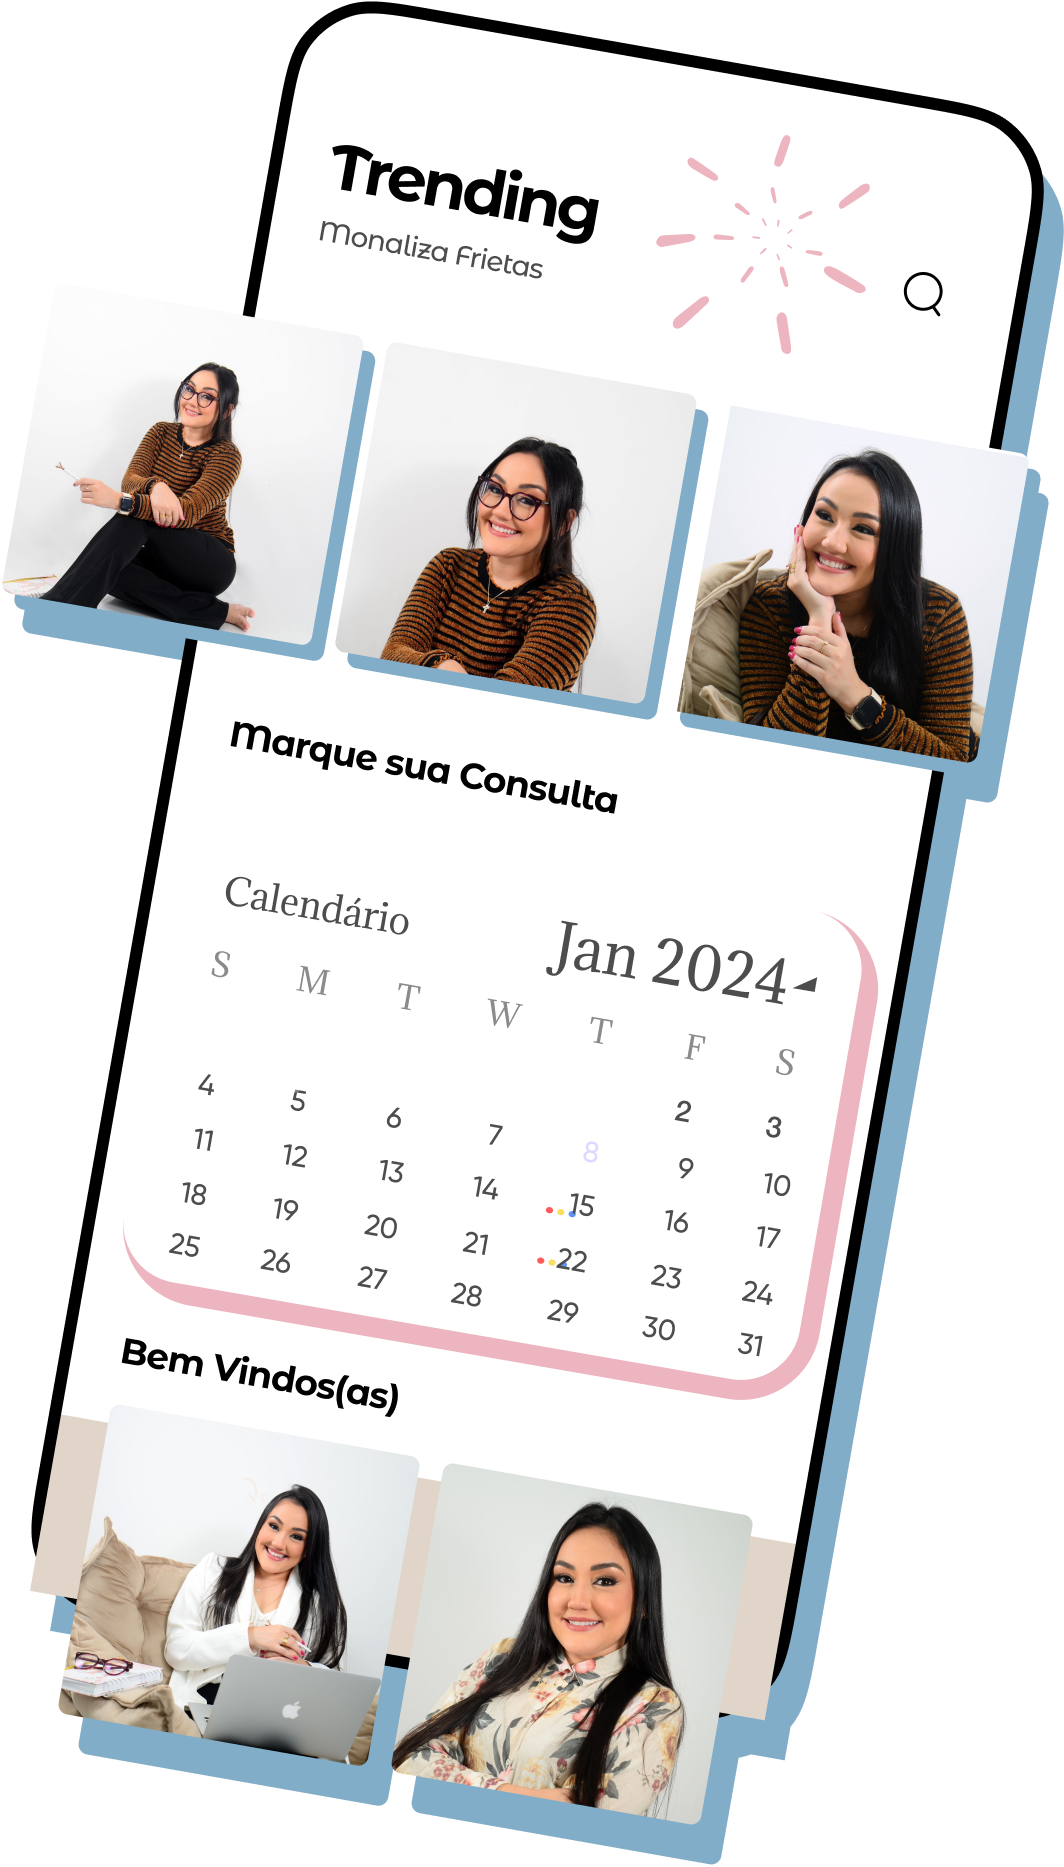 Trending
Monaliza Frietas
Marque sua Consulta
Calendário
Jan 2024
S M T W T F S
2 3
4 5 6 7 8 9 10
11 12 13 14 15 16 17
18 19 20 21 22 23 24
25 26 27 28 29 30 31
Bem Vindos(as)